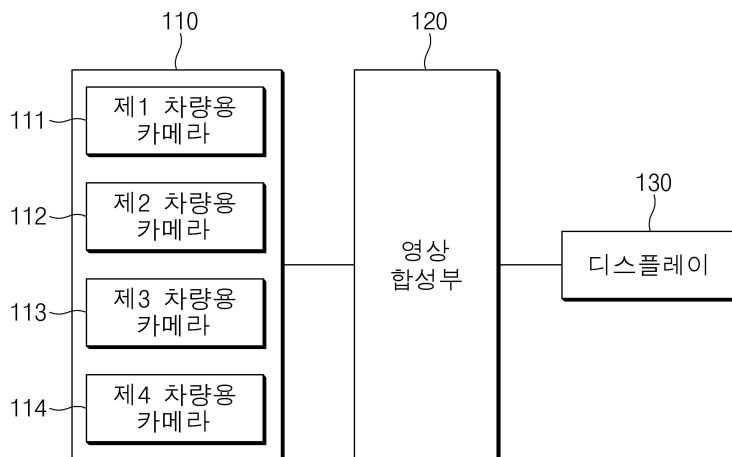 110
120
111
제1 차량용
카메라
112
제2 차량용
카메라
130
영상
합성부
디스플레이
113
제3 차량용
카메라
114
제4 차량용
카메라